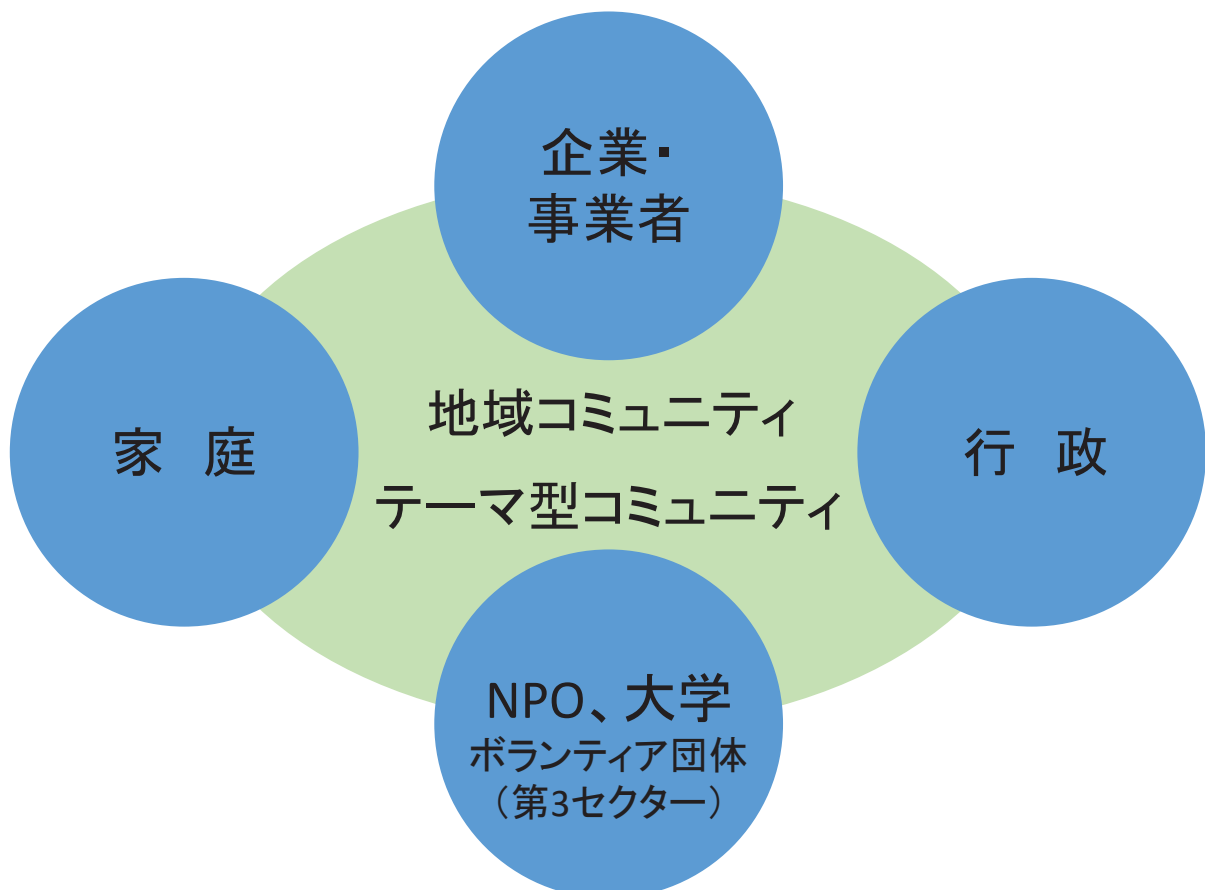 企業・
事業者
地域コミュニティ
家　庭
行　政
テーマ型コミュニティ
NPO、大学
ボランティア団体
（第3セクター）